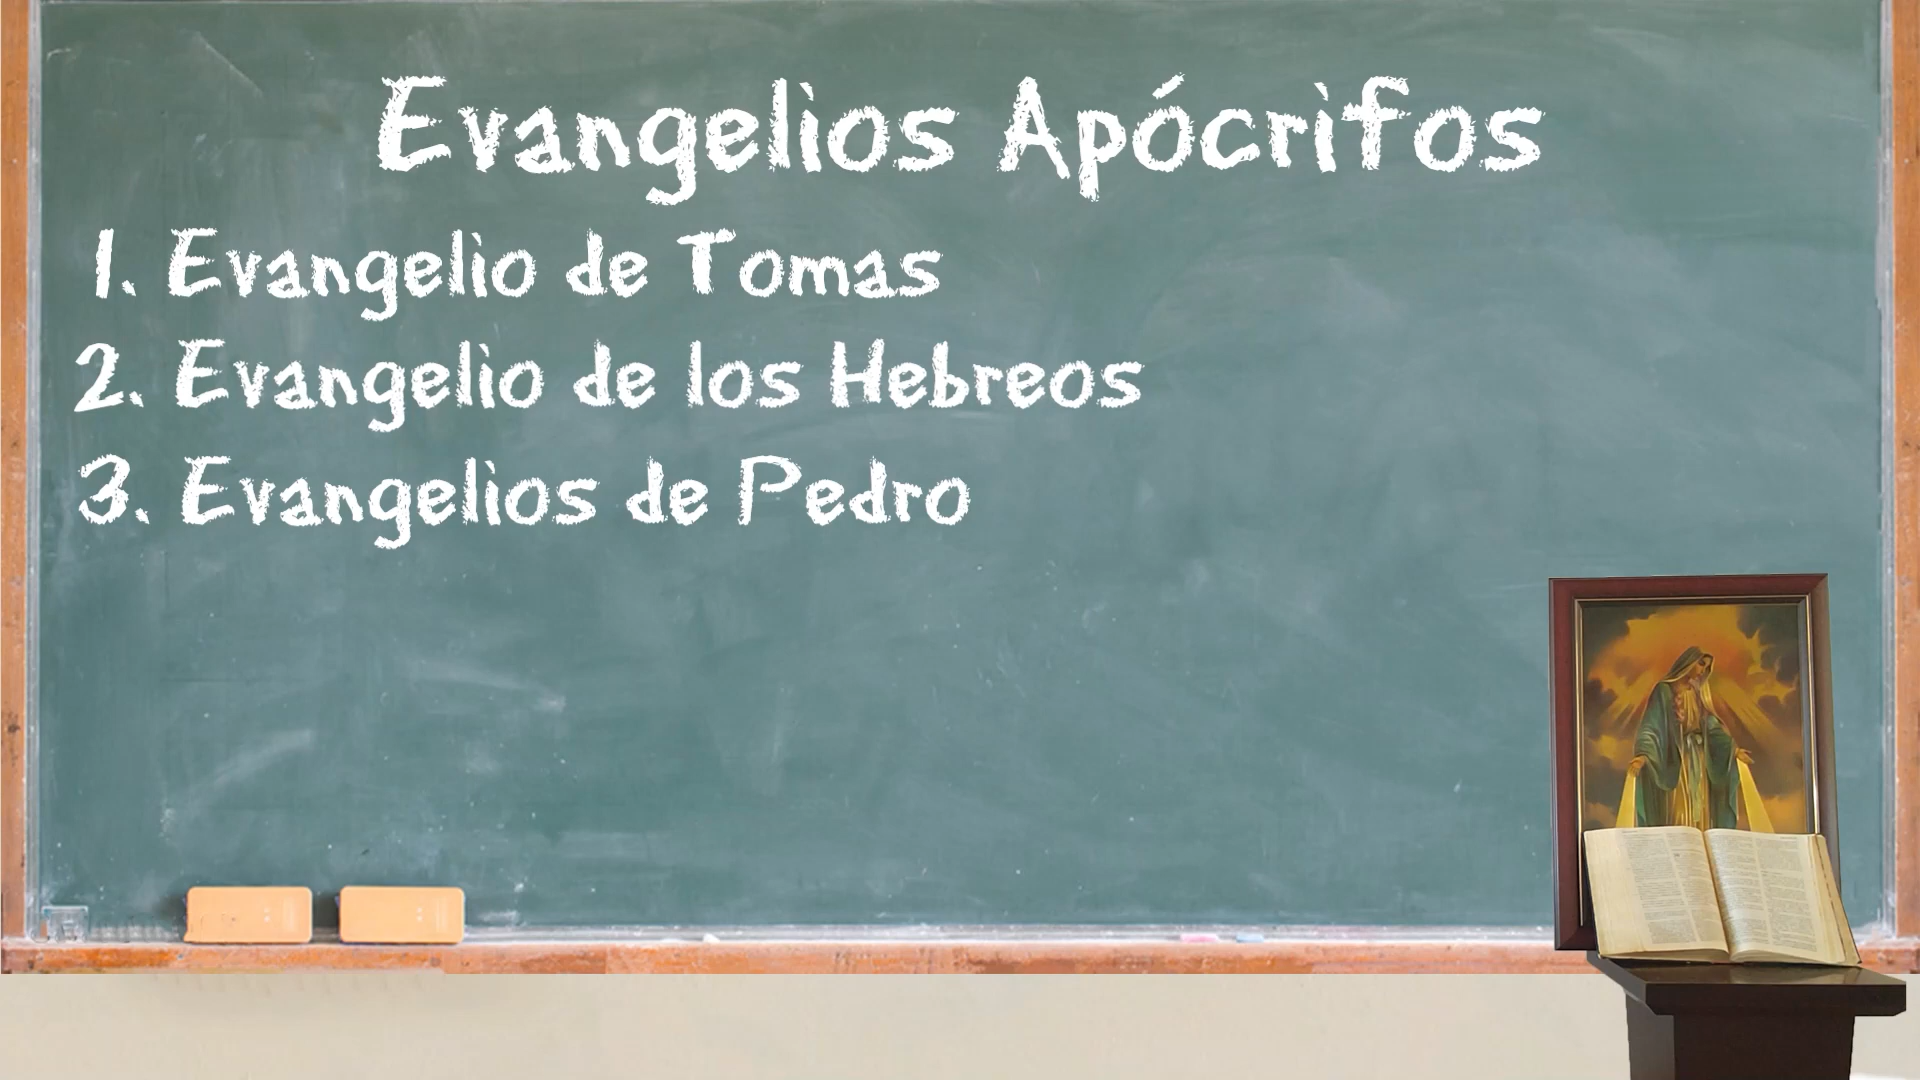 Evangelios Apócrifos
1. Evangelio de Tomas
2. Evangelio de los Hebreos
3. Evangelios de Pedro